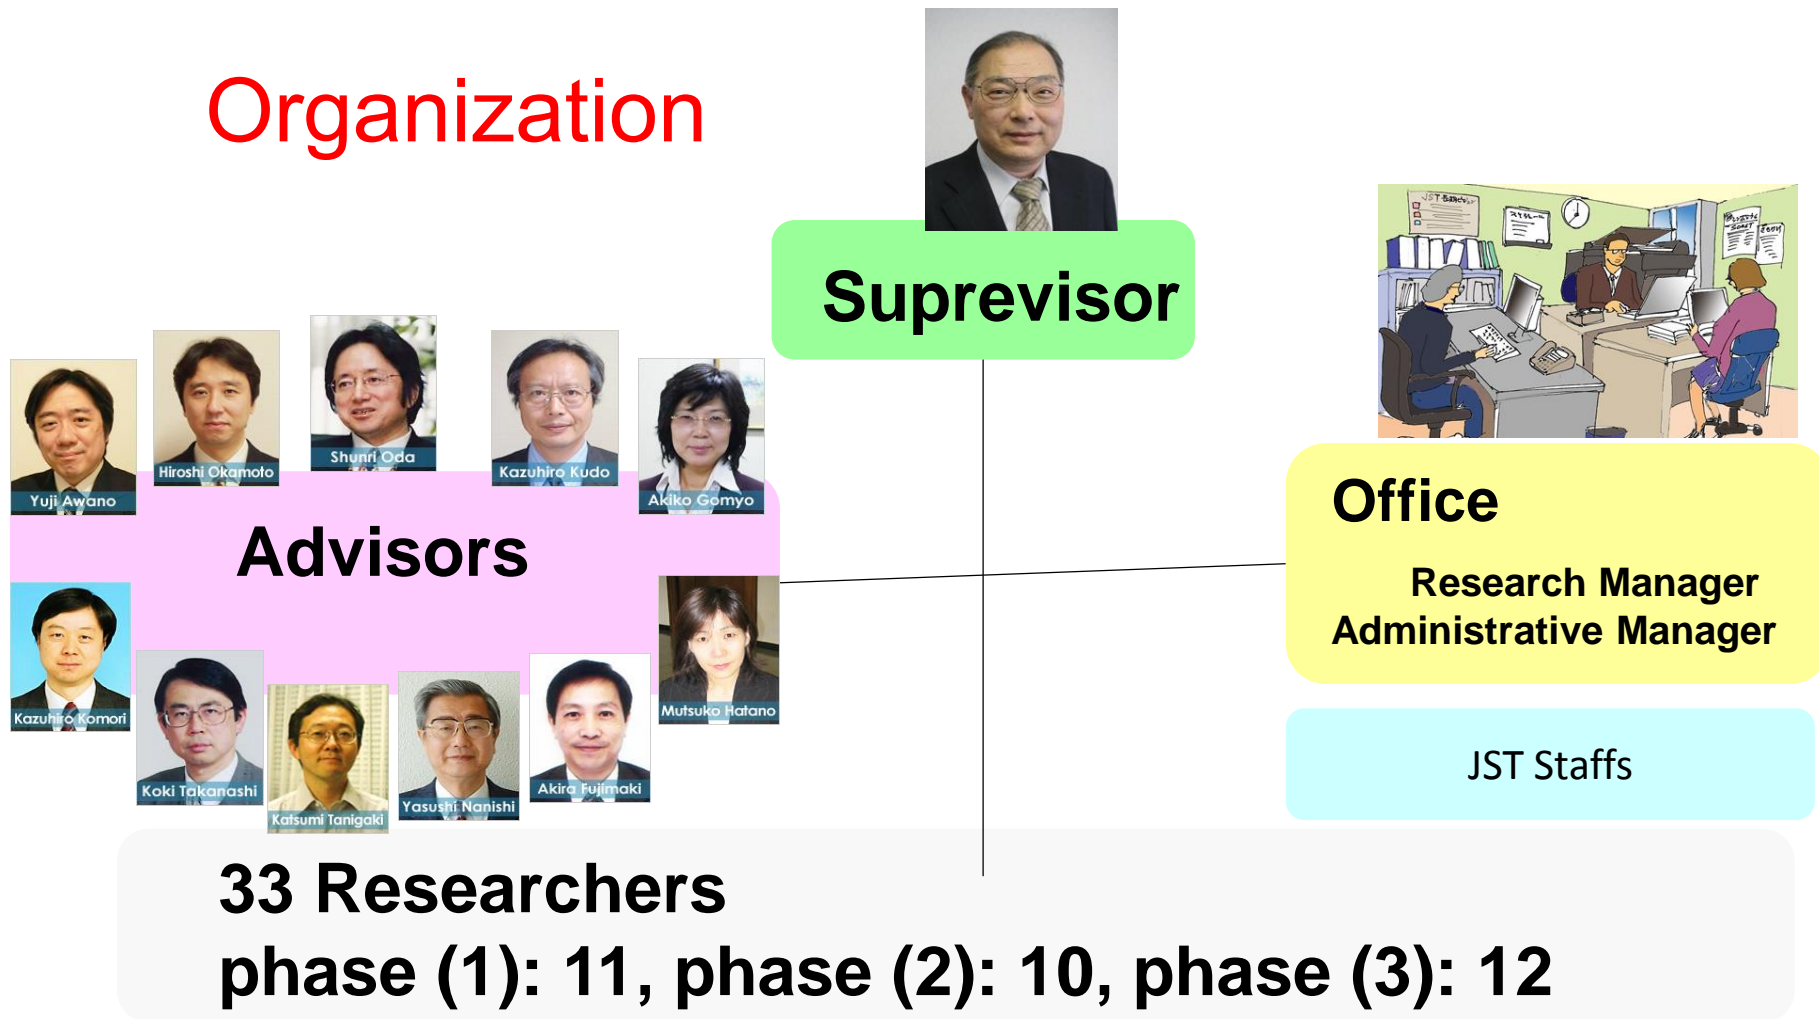 Organization
JST
Suprevisor
Yuji Awano
Hiroshi Okamoto
Shunri Oda
Kazuhiro Kudo
Akiko Gomyo
Advisors
Kazuhiro Komori
Koki Takanashi
Katsumi Tanigaki
Yasushi Nanishi
Akira Fujimaki
Mutsuko Hatano
Office
Research Manager
Administrative Manager
JST Staffs
33 Researchers
phase (1): 11, phase (2): 10, phase (3): 12